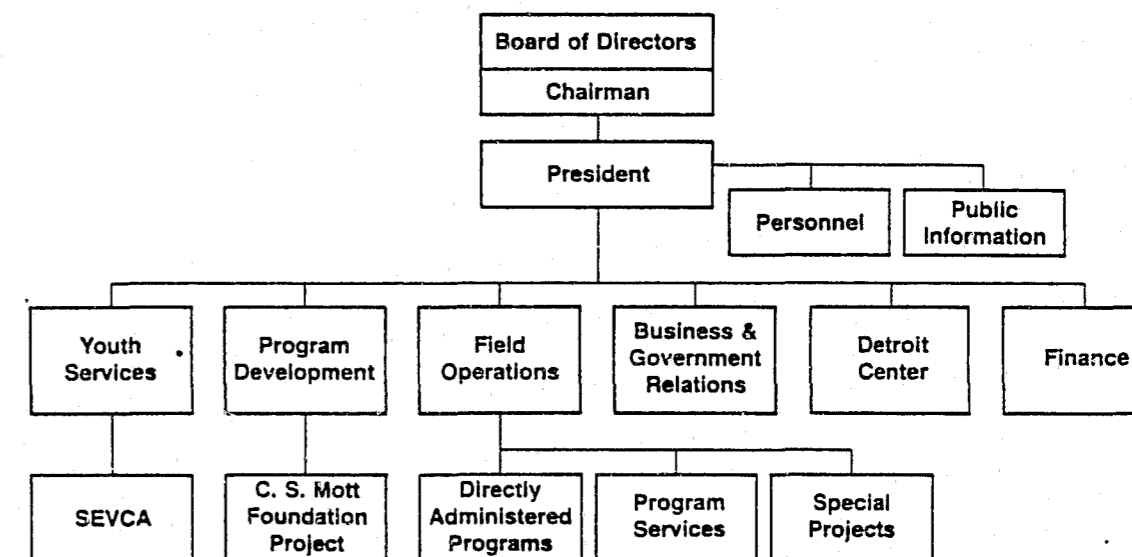 Board of Directors
Chairman
President
Personnel
Public
Information
Youth
Services
Program
Development
Field
Operations
Business &
Government
Relations
Detroit
Center
Finance
SEVCA
C. S. Mott
Foundation
Project
Directly
Administered
Programs
Program
Services
Special
Projects